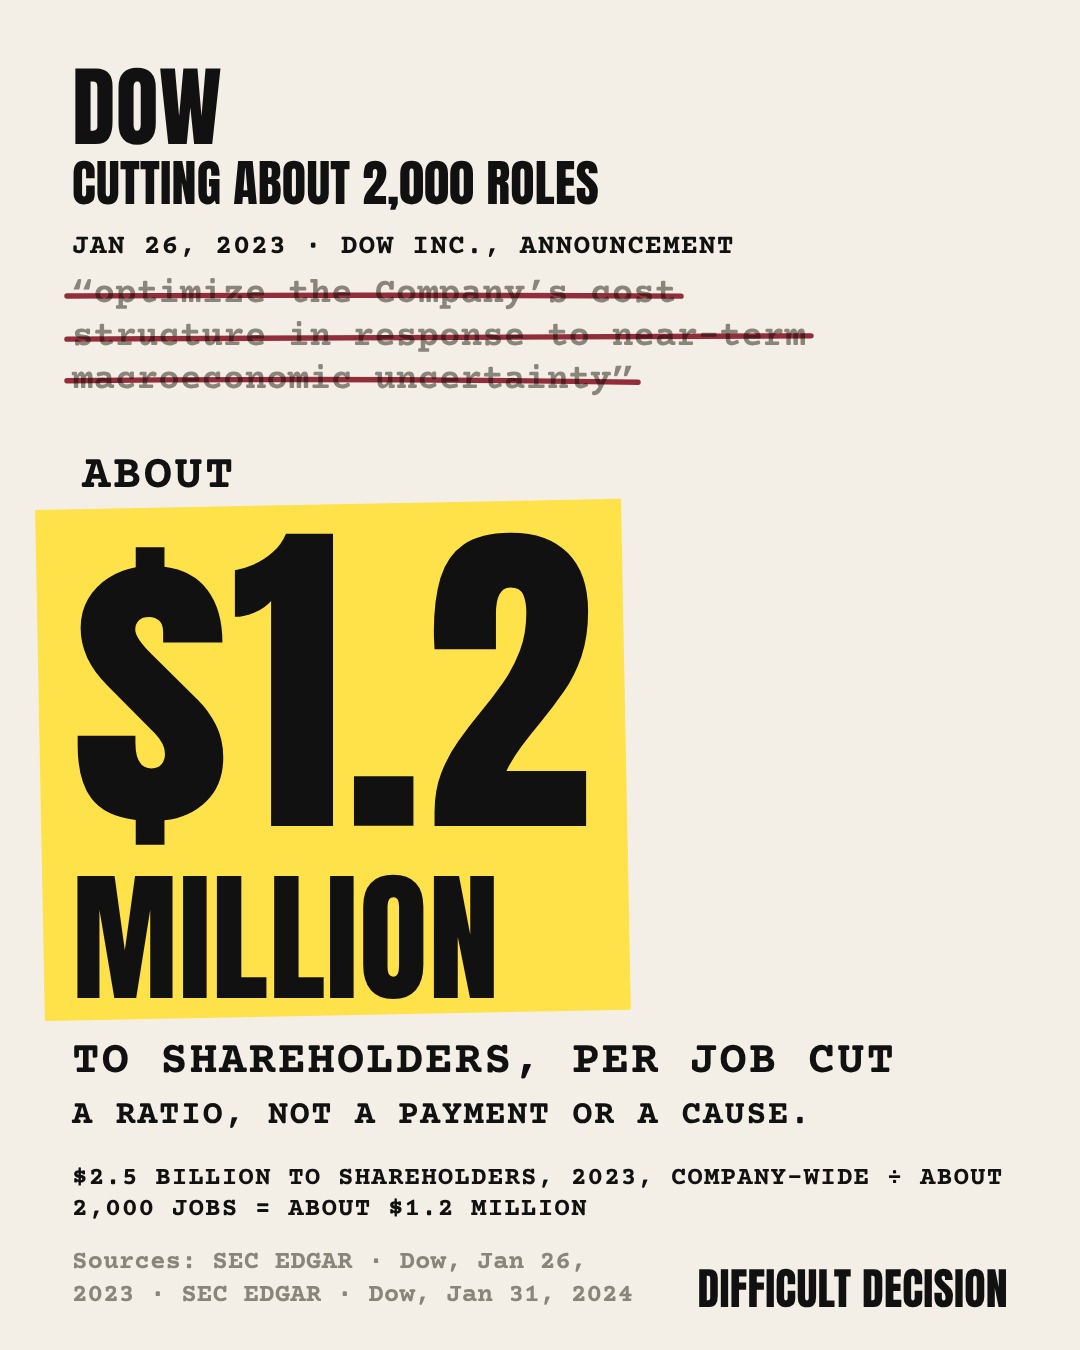 DOW
CUTTING ABOUT 2,000 ROLES
JAN 26, 2023 · DOW INC., ANNOUNCEMENT
“optimize the Company’s cost
structure in response to near-term
macroeconomic uncertainty”
ABOUT
$1.2
MILLION
TO SHAREHOLDERS, PER JOB CUT
A RATIO, NOT A PAYMENT OR A CAUSE.
$2.5 BILLION TO SHAREHOLDERS, 2023, COMPANY-WIDE ÷ ABOUT
2,000 JOBS = ABOUT $1.2 MILLION
Sources: SEC EDGAR · Dow, Jan 26,
2023 · SEC EDGAR · Dow, Jan 31, 2024
DIFFICULT DECISION